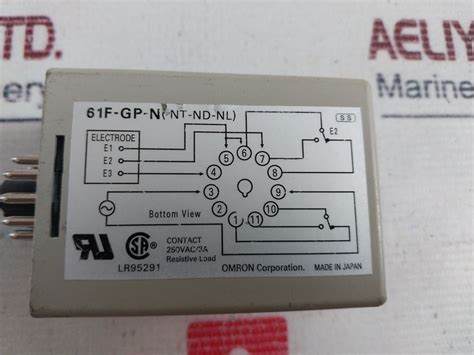 LTD.
AELIY
Marine
61F-GP-N( NT-ND-NL)
SS
ELECTRODE
E1
E2
E3
E2
5
6
7
4
8
3
9
2
10
1
11
Bottom View
CONTACT
250VAC/3A
Resistive Load
LR95291
OMRON Corporation.
MADE IN JAPAN